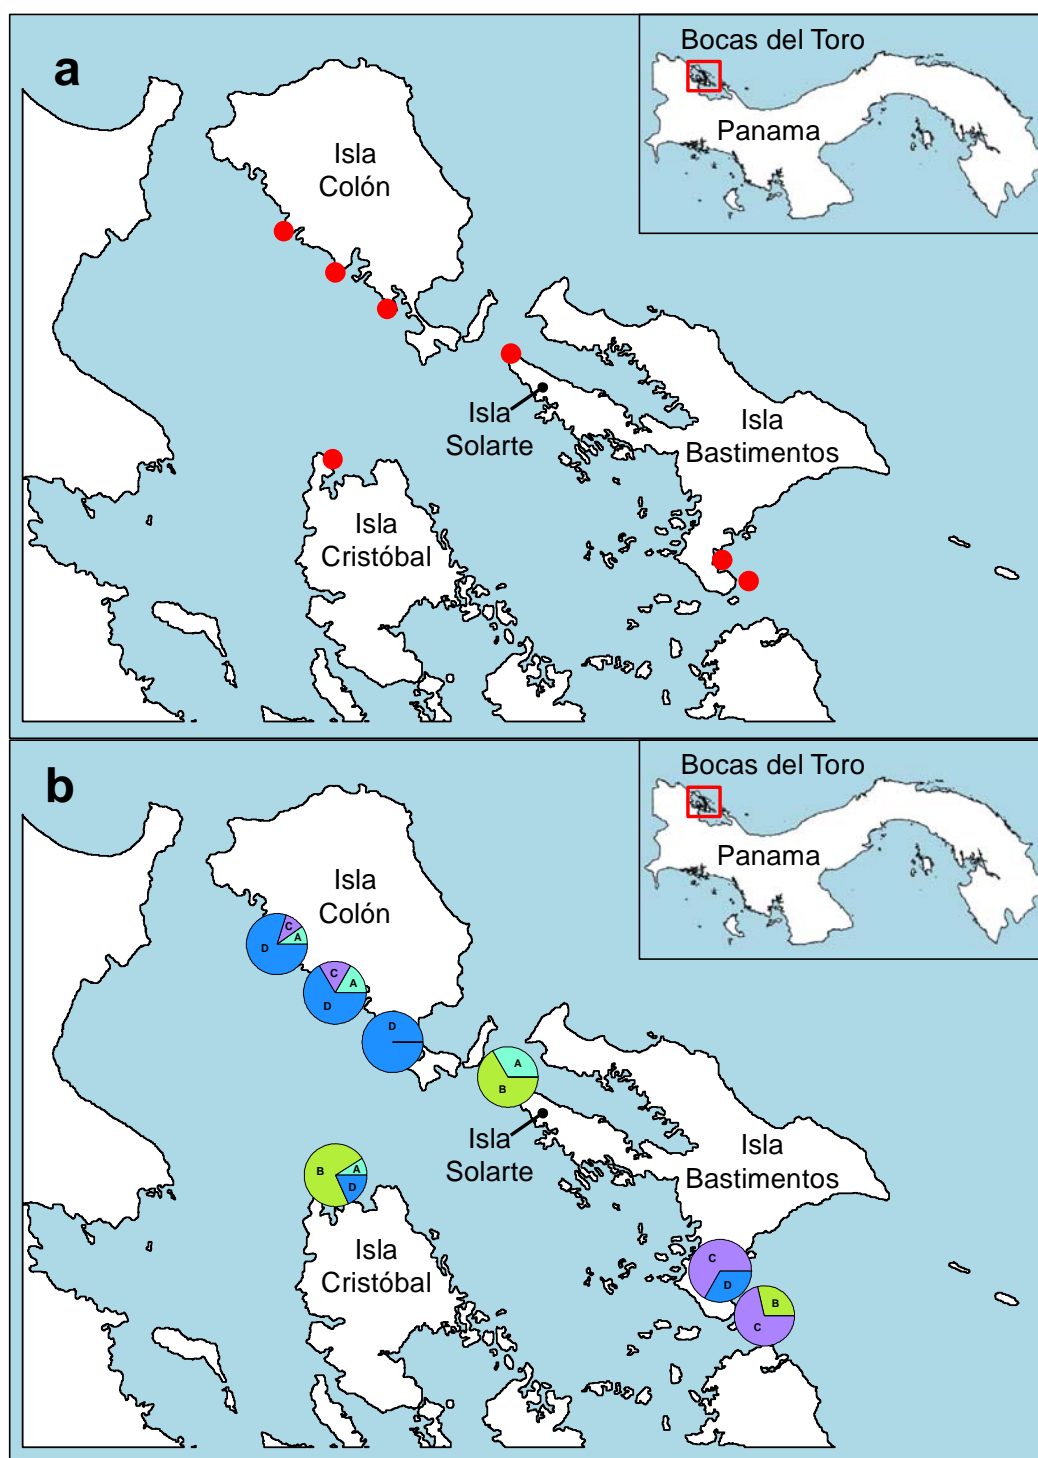 a
Bocas del Toro
Panama
Isla
Colón
Isla
Solarte
Isla
Bastimentos
Isla
Cristóbal
b
Bocas del Toro
Panama
Isla
Colón
C
A
D
C
A
D
D
A
B
Isla
Solarte
Isla
Bastimentos
B
A
D
Isla
Cristóbal
C
D
B
C